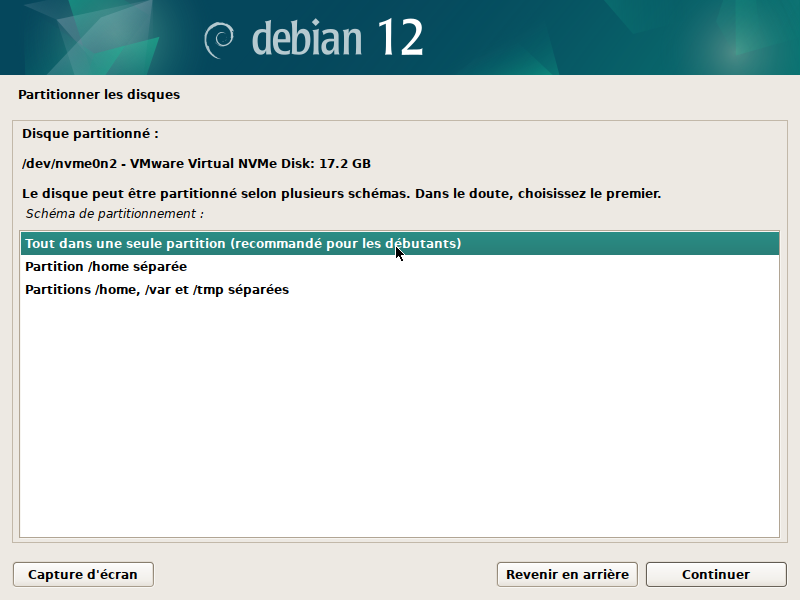 debian 12
Partitionner les disques
Disque partitionné :
/dev/nvme0n2 - VMware Virtual NVMe Disk: 17.2 GB
Le disque peut être partitionné selon plusieurs schémas. Dans le doute, choisissez le premier.
Schéma de partitionnement :
Tout dans une seule partition (recommandé pour les débutants)
Partition /home séparée
Partitions /home, /var et /tmp séparées
Capture d'écran
Revenir en arrière
Continuer